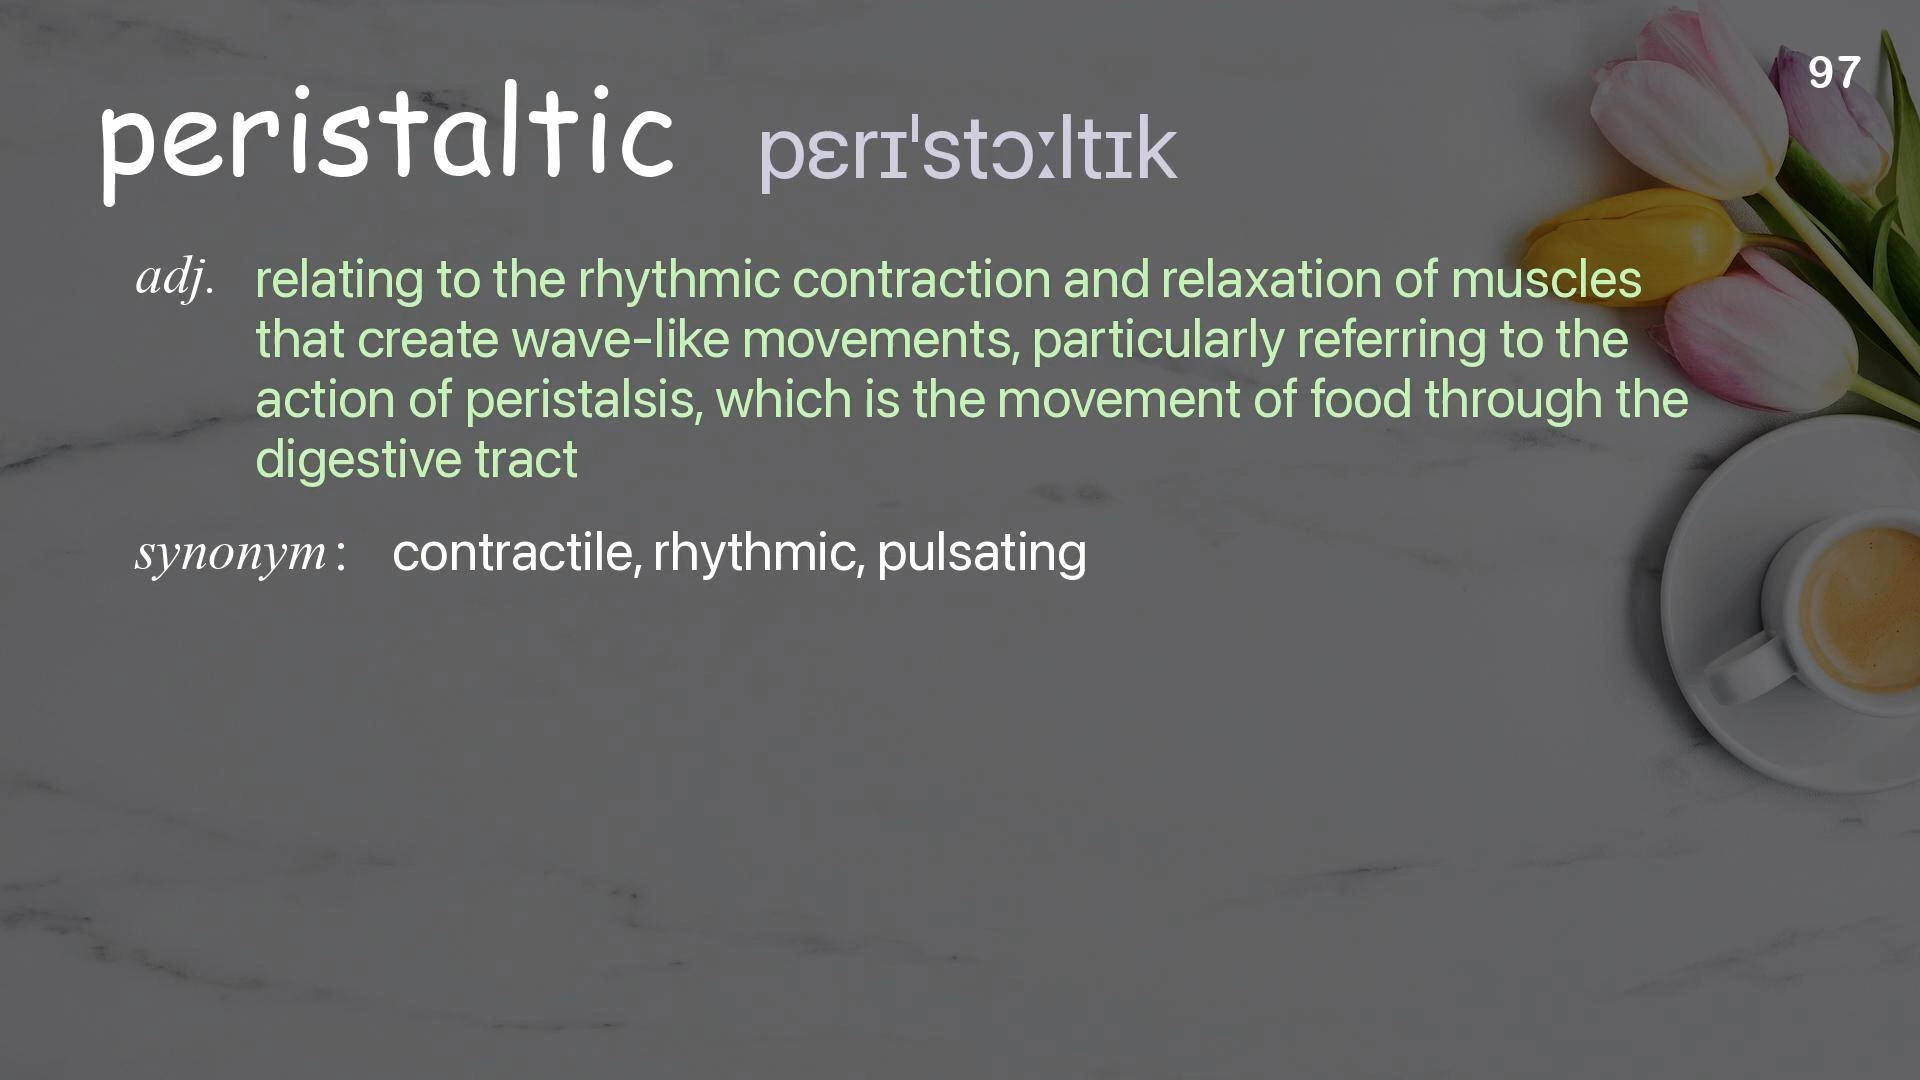 97
peristaltic pɛrɪˈstɔːltɪk
adj. relating to the rhythmic contraction and relaxation of muscles
that create wave-like movements, particularly referring to the
action of peristalsis, which is the movement of food through the
digestive tract
synonym : contractile, rhythmic, pulsating